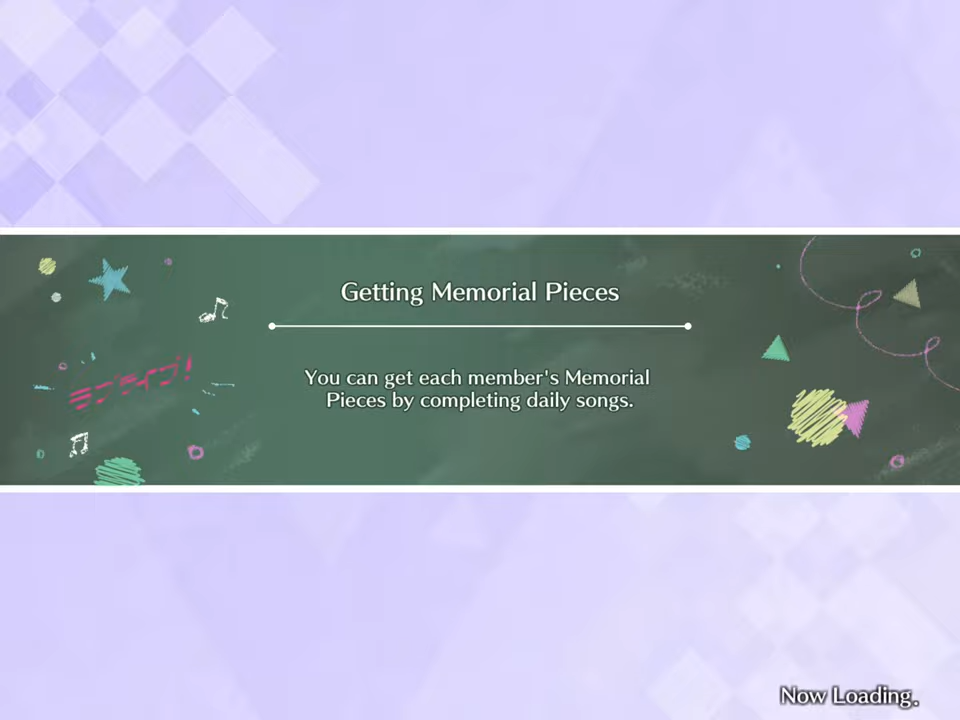 Getting Memorial Pieces
You can get each member's Memorial
Pieces by completing daily songs.
Now Loading.